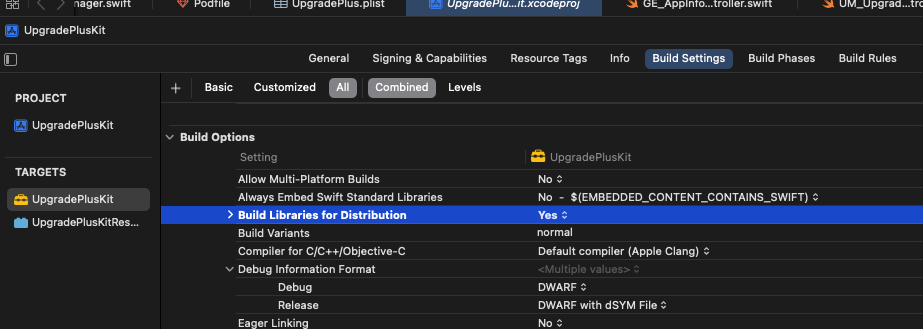 nager.swift Podfile UpgradePlus.plist UpgradePlu...it.xcodeproj GE_AppInfo...troller.swift UM_Upgrad...tro
UpgradePlusKit
General Signing & Capabilities Resource Tags Info Build Settings Build Phases Build Rules
+ Basic Customized All Combined Levels
PROJECT
UpgradePlusKit
TARGETS
UpgradePlusKit
UpgradePlusKitRes...
Build Options
Setting UpgradePlusKit
Allow Multi-Platform Builds No
Always Embed Swift Standard Libraries No - $(EMBEDDED_CONTENT_CONTAINS_SWIFT)
Build Libraries for Distribution Yes
Build Variants normal
Compiler for C/C++/Objective-C Default compiler (Apple Clang)
Debug Information Format <Multiple values>
Debug DWARF
Release DWARF with dSYM File
Eager Linking No